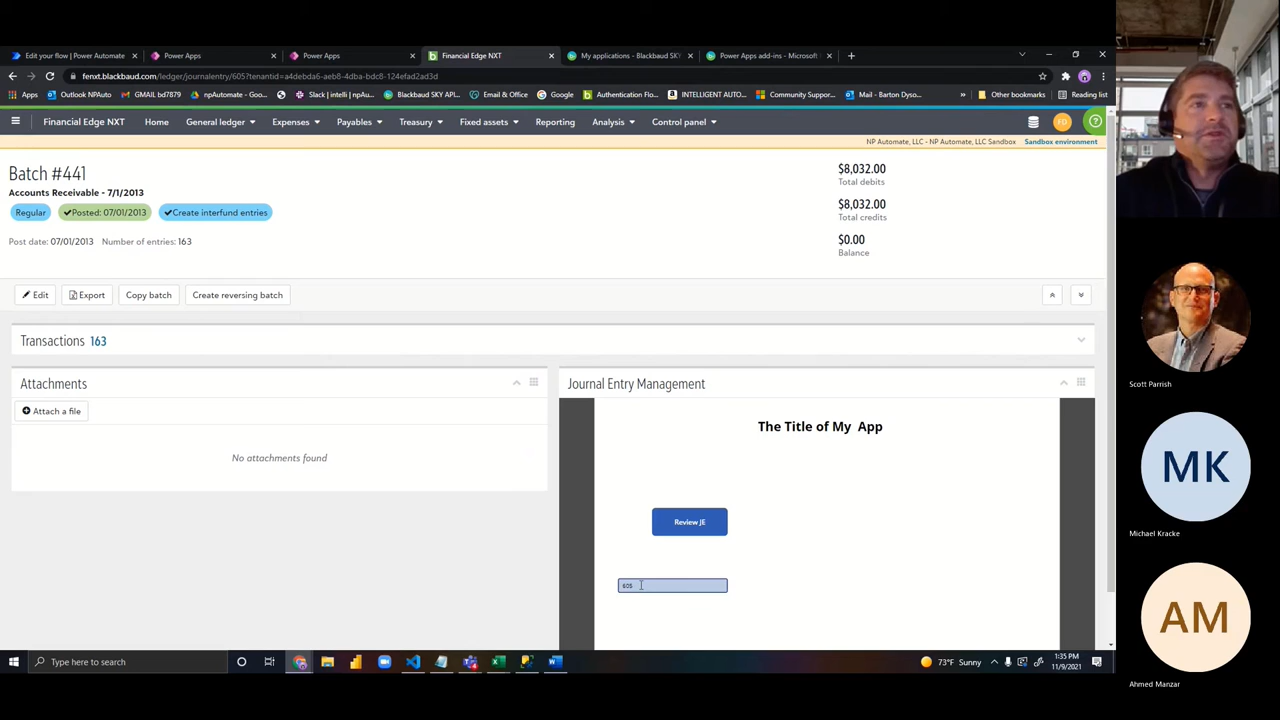 Edit your flow | Power Automate
Power Apps
Power Apps
Financial Edge NXT
My applications - Blackbaud SKY
Power Apps add-ins - Microsoft
fenxt.blackbaud.com/ledger/journalentry/605?tenantid=a4debda6-aeb8-4dba-bdc8-124efad2ad3d
Apps
Outlook NPAuto
GMAIL bd7879
npAutomate - Goo...
Slack | intelli | npAu...
Blackbaud SKY API...
Email & Office
Google
Authentication Flo...
INTELLIGENT AUTO...
Community Suppor...
Mail - Barton Dyso...
»
Other bookmarks
Reading list
Financial Edge NXT
Home
General ledger
Expenses
Payables
Treasury
Fixed assets
Reporting
Analysis
Control panel
FD
NP Automate, LLC - NP Automate, LLC Sandbox Sandbox environment
Batch #441
Accounts Receivable - 7/1/2013
Regular
Posted: 07/01/2013
Create interfund entries
Post date: 07/01/2013 Number of entries: 163
$8,032.00
Total debits
$8,032.00
Total credits
$0.00
Balance
Edit
Export
Copy batch
Create reversing batch
Transactions 163
Attachments
Attach a file
No attachments found
Journal Entry Management
The Title of My App
Review JE
605
Type here to search
73°F Sunny
1:35 PM
11/9/2021
Scott Parrish
MK
Michael Kracke
AM
Ahmed Manzar